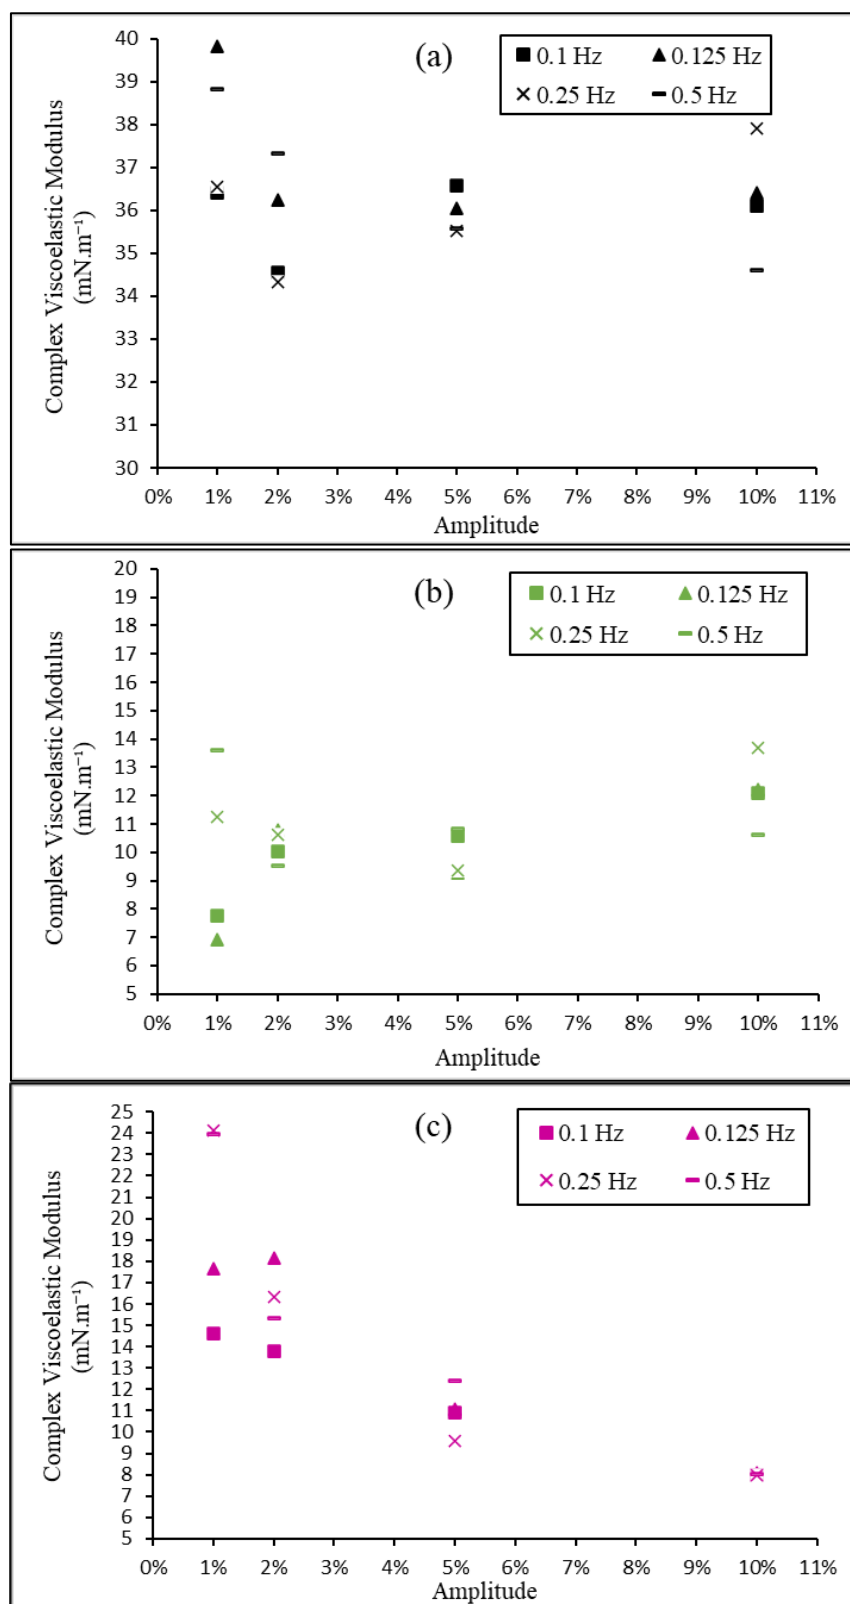 (a)
0.1 Hz 0.125 Hz
0.25 Hz 0.5 Hz
Complex Viscoelastic Modulus
(mN.m⁻¹)
40
39
38
37
36
35
34
33
32
31
30
0% 1% 2% 3% 4% 5% 6% 7% 8% 9% 10% 11%
Amplitude
(b)
0.1 Hz 0.125 Hz
0.25 Hz 0.5 Hz
Complex Viscoelastic Modulus
(mN.m⁻¹)
20
19
18
17
16
15
14
13
12
11
10
9
8
7
6
5
0% 1% 2% 3% 4% 5% 6% 7% 8% 9% 10% 11%
Amplitude
(c)
0.1 Hz 0.125 Hz
0.25 Hz 0.5 Hz
Complex Viscoelastic Modulus
(mN.m⁻¹)
25
24
23
22
21
20
19
18
17
16
15
14
13
12
11
10
9
8
7
6
5
0% 1% 2% 3% 4% 5% 6% 7% 8% 9% 10% 11%
Amplitude